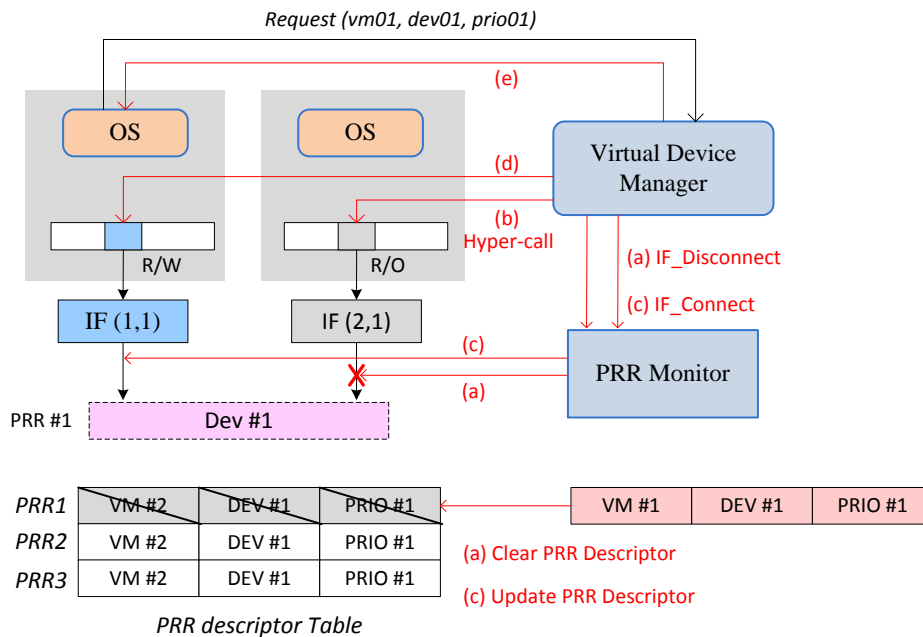 Request (vm01, dev01, prio01)
(e)
OS
OS
Virtual Device
Manager
(d)
(b)
Hyper-call
R/W
R/O
(a) IF_Disconnect
(c) IF_Connect
IF (1,1)
IF (2,1)
(c)
(a)
PRR Monitor
PRR #1
Dev #1
PRR1
VM #2
DEV #1
PRIO #1
VM #1
DEV #1
PRIO #1
PRR2
VM #2
DEV #1
PRIO #1
(a) Clear PRR Descriptor
PRR3
VM #2
DEV #1
PRIO #1
(c) Update PRR Descriptor
PRR descriptor Table